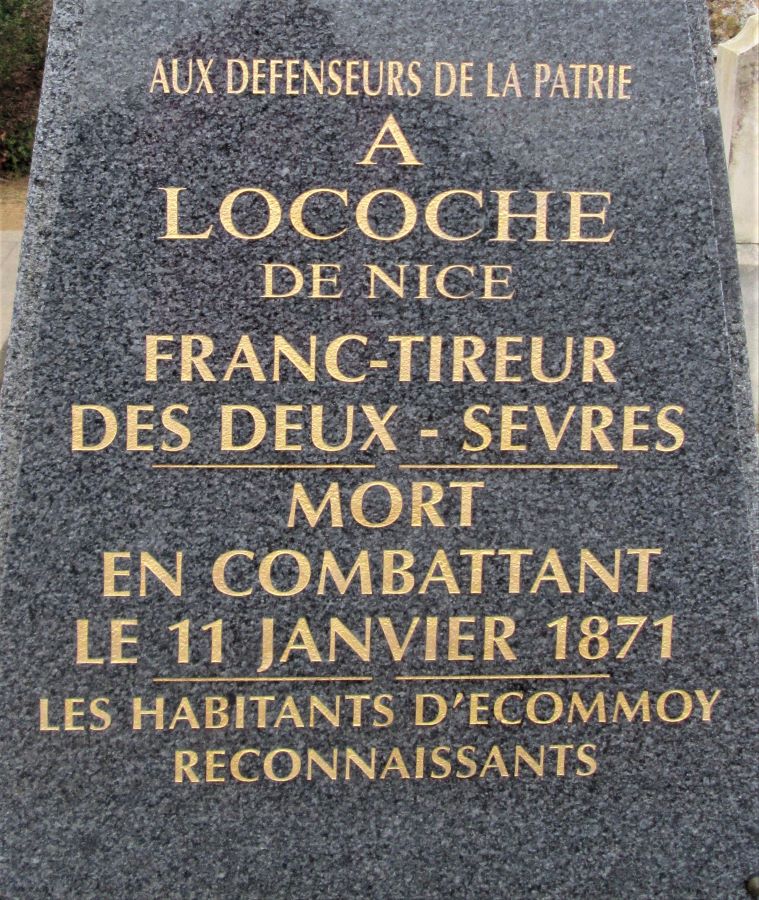 AUX DEFENSEURS DE LA PATRIE
A
LOCOCHE
DE NICE
FRANC-TIREUR
DES DEUX - SEVRES
MORT
EN COMBATTANT
LE 11 JANVIER 1871
LES HABITANTS D'ECOMMOY
RECONNAISSANTS